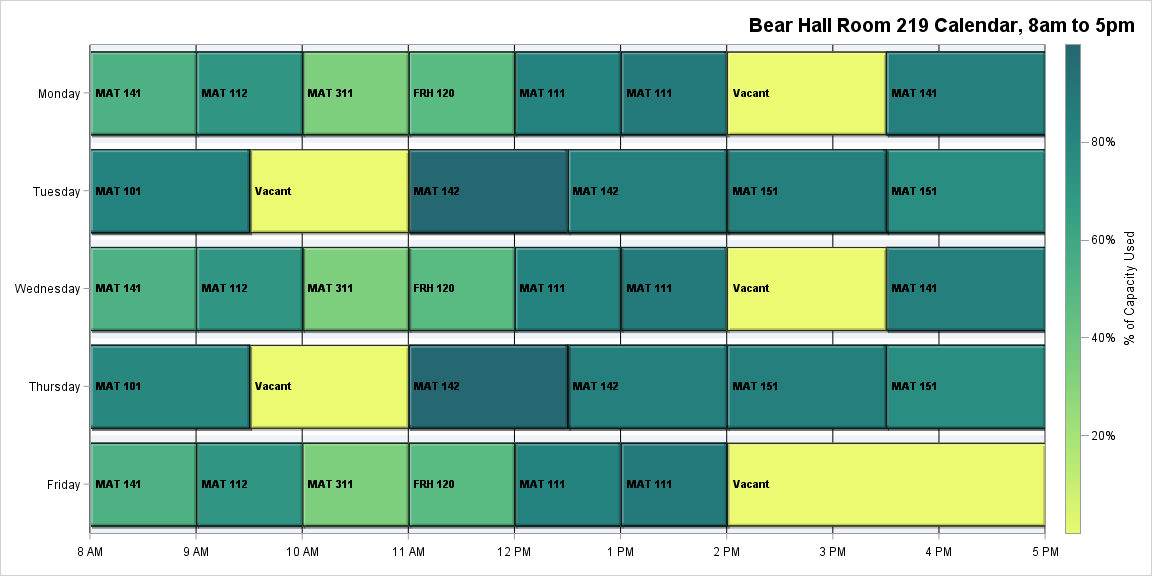 Bear Hall Room 219 Calendar, 8am to 5pm
Monday
MAT 141
MAT 112
MAT 311
FRH 120
MAT 111
MAT 111
Vacant
MAT 141
Tuesday
MAT 101
Vacant
MAT 142
MAT 142
MAT 151
MAT 151
Wednesday
MAT 141
MAT 112
MAT 311
FRH 120
MAT 111
MAT 111
Vacant
MAT 141
Thursday
MAT 101
Vacant
MAT 142
MAT 142
MAT 151
MAT 151
Friday
MAT 141
MAT 112
MAT 311
FRH 120
MAT 111
MAT 111
Vacant
8 AM
9 AM
10 AM
11 AM
12 PM
1 PM
2 PM
3 PM
4 PM
5 PM
80%
60%
40%
20%
% of Capacity Used